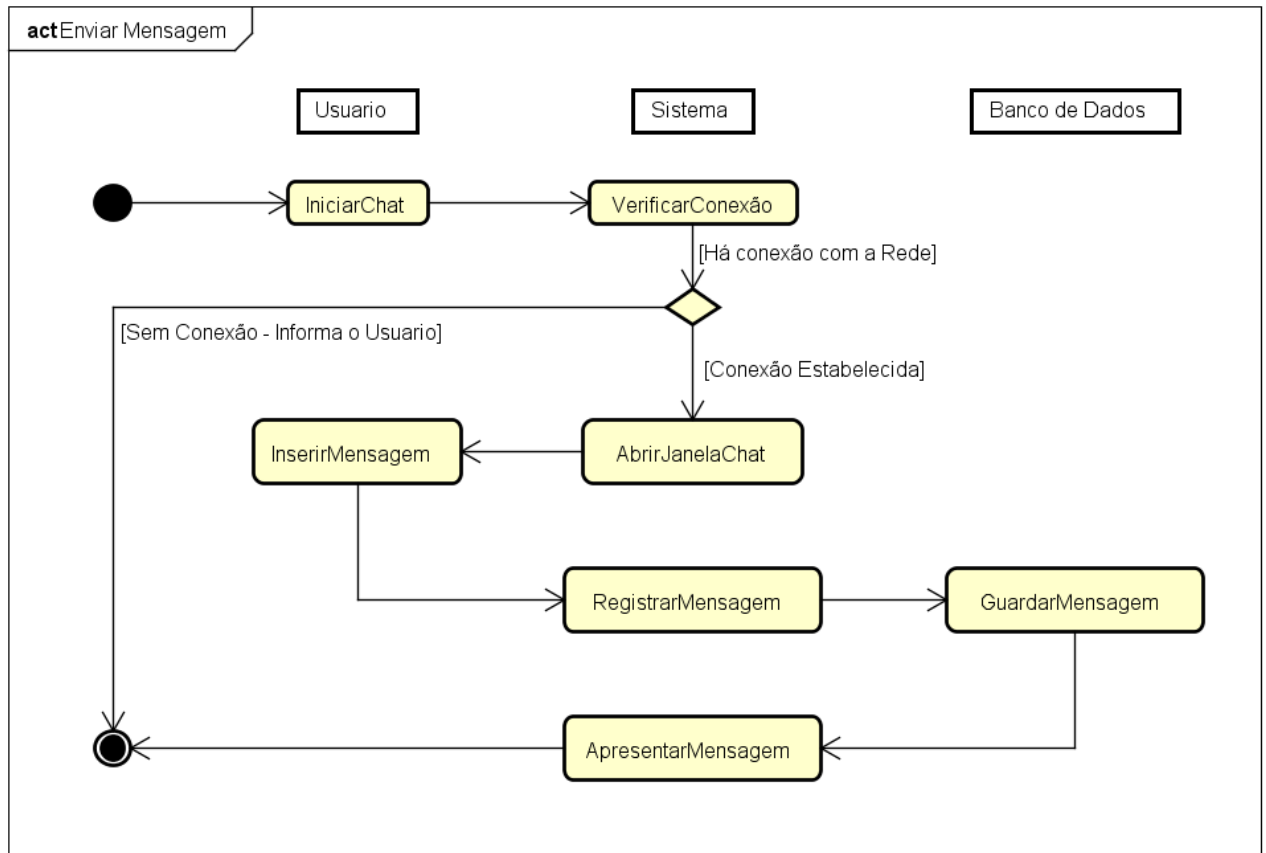 act Enviar Mensagem
Usuario
Sistema
Banco de Dados
IniciarChat
VerificarConexão
[Há conexão com a Rede]
[Sem Conexão - Informa o Usuario]
[Conexão Estabelecida]
InserirMensagem
AbrirJanelaChat
RegistrarMensagem
GuardarMensagem
ApresentarMensagem